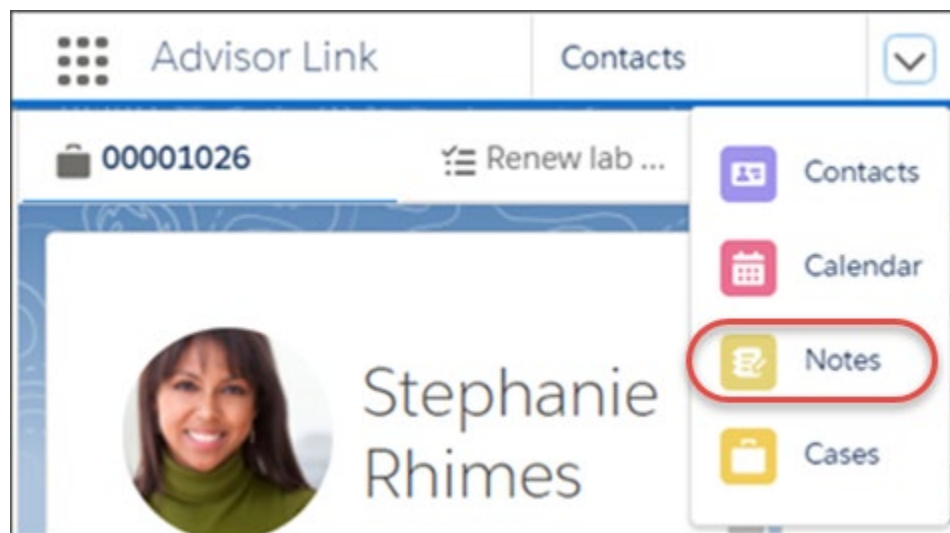 Advisor Link
Contacts
00001026
Renew lab ...
Contacts
Calendar
Notes
Cases
Stephanie
Rhimes